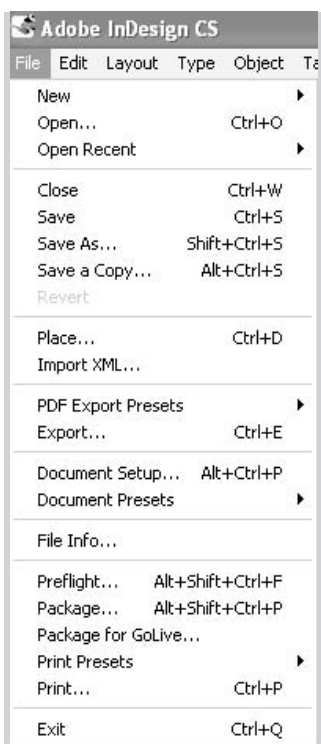 Adobe InDesign CS
File Edit Layout Type Object Ta
New
Open... Ctrl+O
Open Recent
Close Ctrl+W
Save Ctrl+S
Save As... Shift+Ctrl+S
Save a Copy... Alt+Ctrl+S
Revert
Place... Ctrl+D
Import XML...
PDF Export Presets
Export... Ctrl+E
Document Setup... Alt+Ctrl+P
Document Presets
File Info...
Preflight... Alt+Shift+Ctrl+F
Package... Alt+Shift+Ctrl+P
Package for GoLive...
Print Presets
Print... Ctrl+P
Exit Ctrl+Q